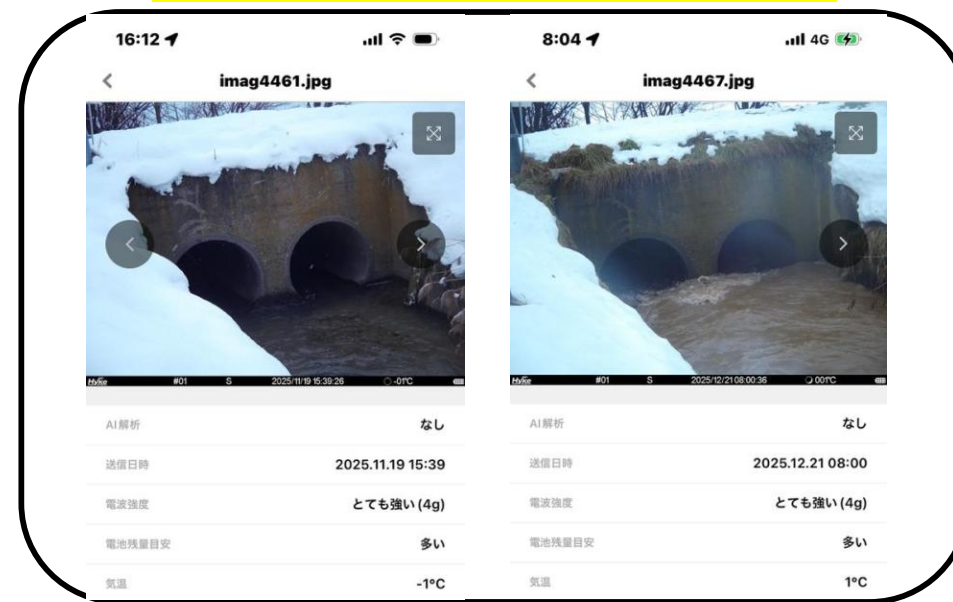 16:12
imag4461.jpg
HyKe #01 S 2025/11/19 15:39:26 -01℃
AI解析 なし
送信日時 2025.11.19 15:39
電波強度 とても強い (4g)
電池残量目安 多い
気温 -1°C
8:04 4G
imag4467.jpg
HyKe #01 S 2025/12/21 08:00:36 001℃
AI解析 なし
送信日時 2025.12.21 08:00
電波強度 とても強い (4g)
電池残量目安 多い
気温 1°C